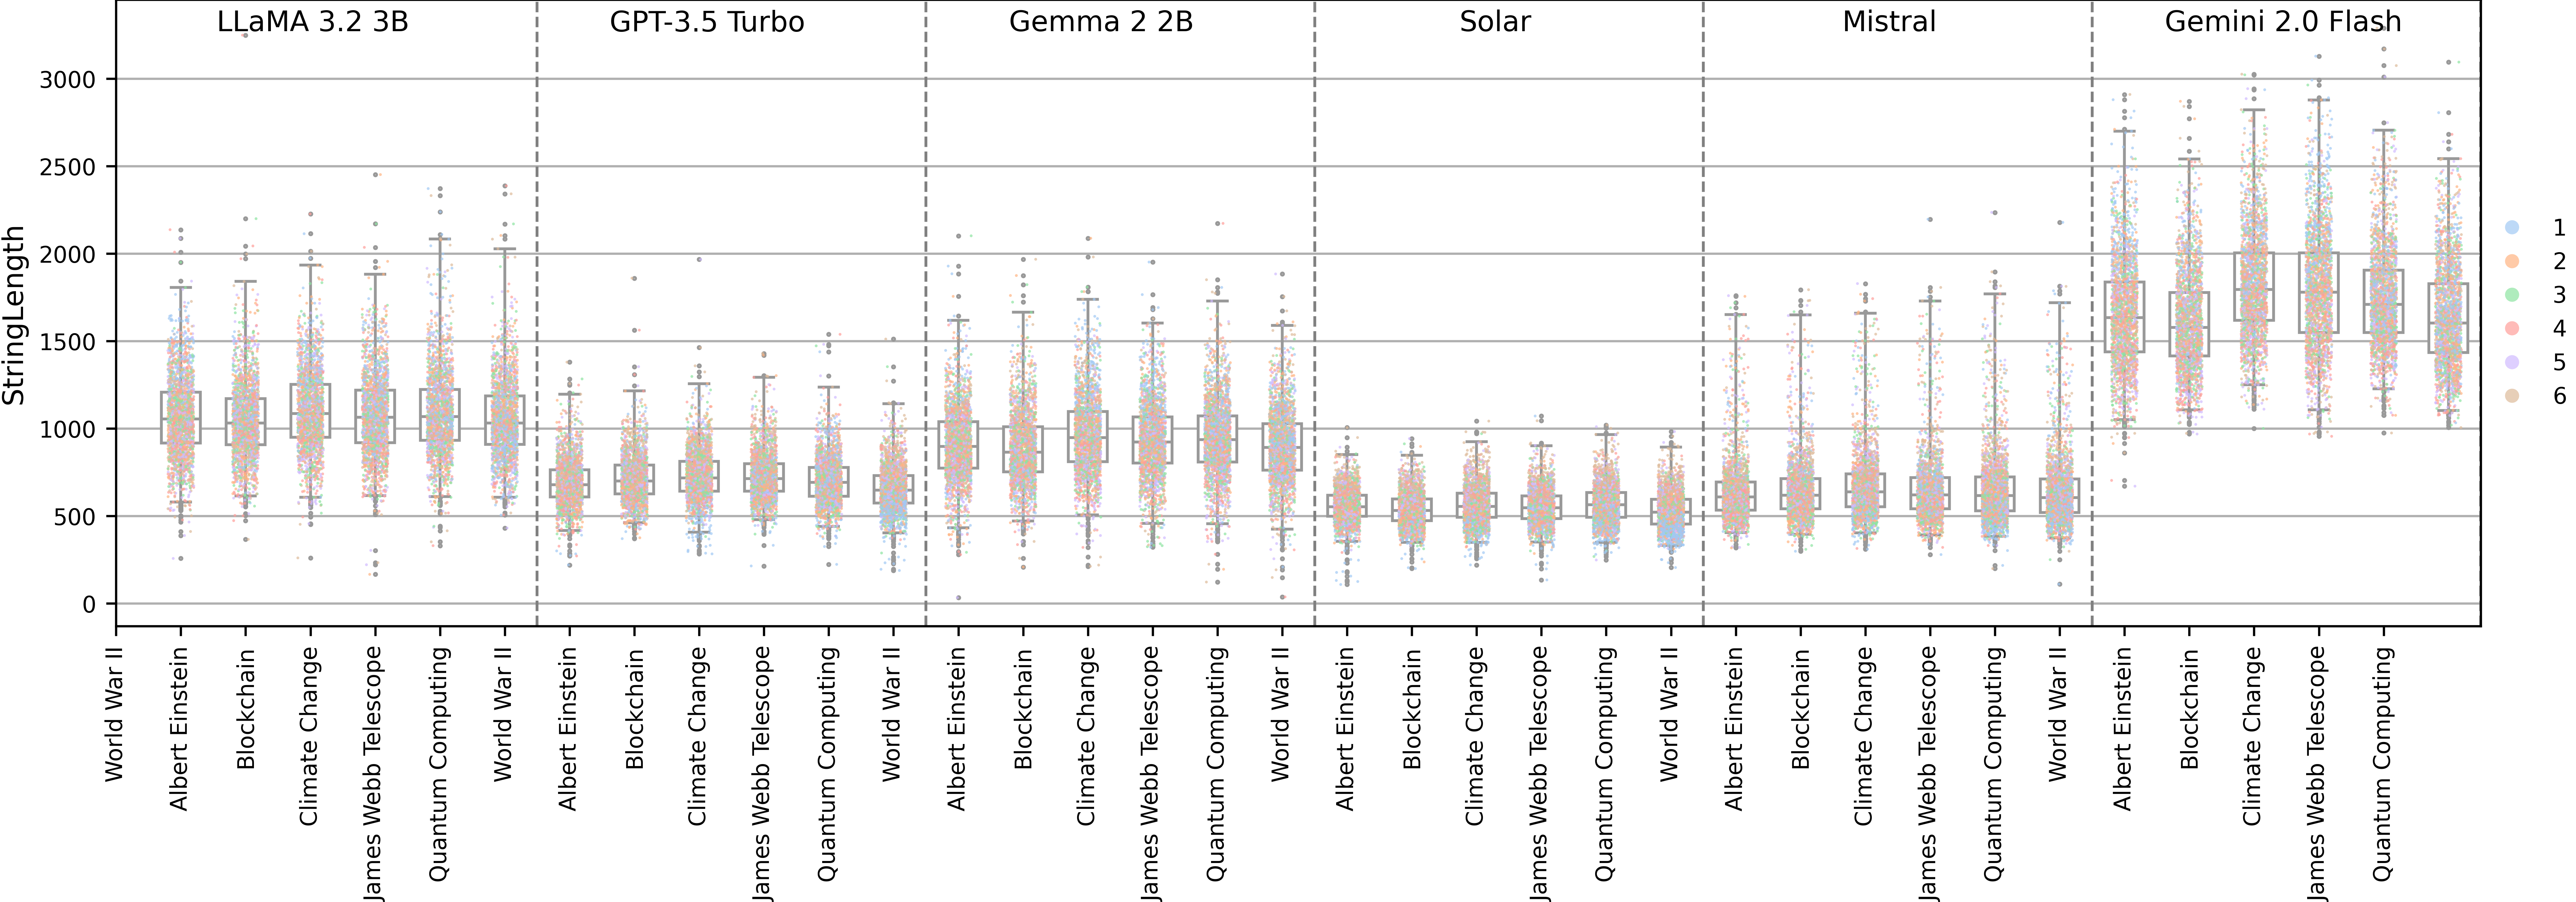 LLaMA 3.2 3B
GPT-3.5 Turbo
Gemma 2 2B
Solar
Mistral
Gemini 2.0 Flash
StringLength
3000
2500
2000
1500
1000
500
0
World War II
Albert Einstein
Blockchain
Climate Change
James Webb Telescope
Quantum Computing
World War II
Albert Einstein
Blockchain
Climate Change
James Webb Telescope
Quantum Computing
World War II
Albert Einstein
Blockchain
Climate Change
James Webb Telescope
Quantum Computing
World War II
Albert Einstein
Blockchain
Climate Change
James Webb Telescope
Quantum Computing
World War II
Albert Einstein
Blockchain
Climate Change
James Webb Telescope
Quantum Computing
World War II
Albert Einstein
Blockchain
Climate Change
James Webb Telescope
Quantum Computing
1
2
3
4
5
6